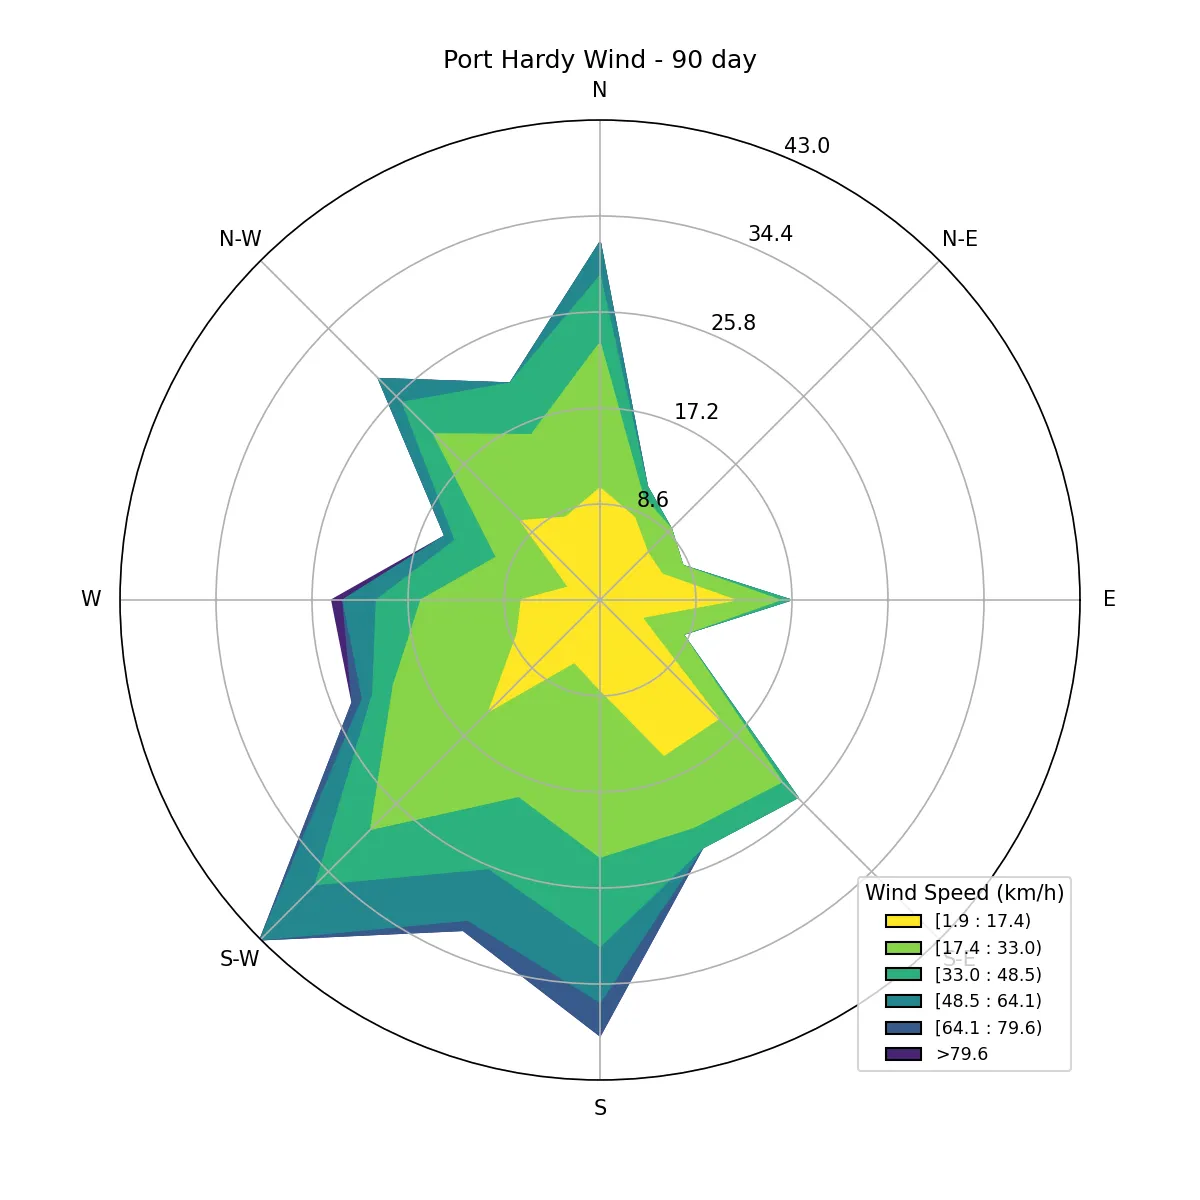 Port Hardy Wind - 90 day
N
43.0
N-W
34.4
N-E
25.8
17.2
8.6
W
E
Wind Speed (km/h)
[1.9 : 17.4)
[17.4 : 33.0)
[33.0 : 48.5)
[48.5 : 64.1)
[64.1 : 79.6)
>79.6
S-W
S-E
S